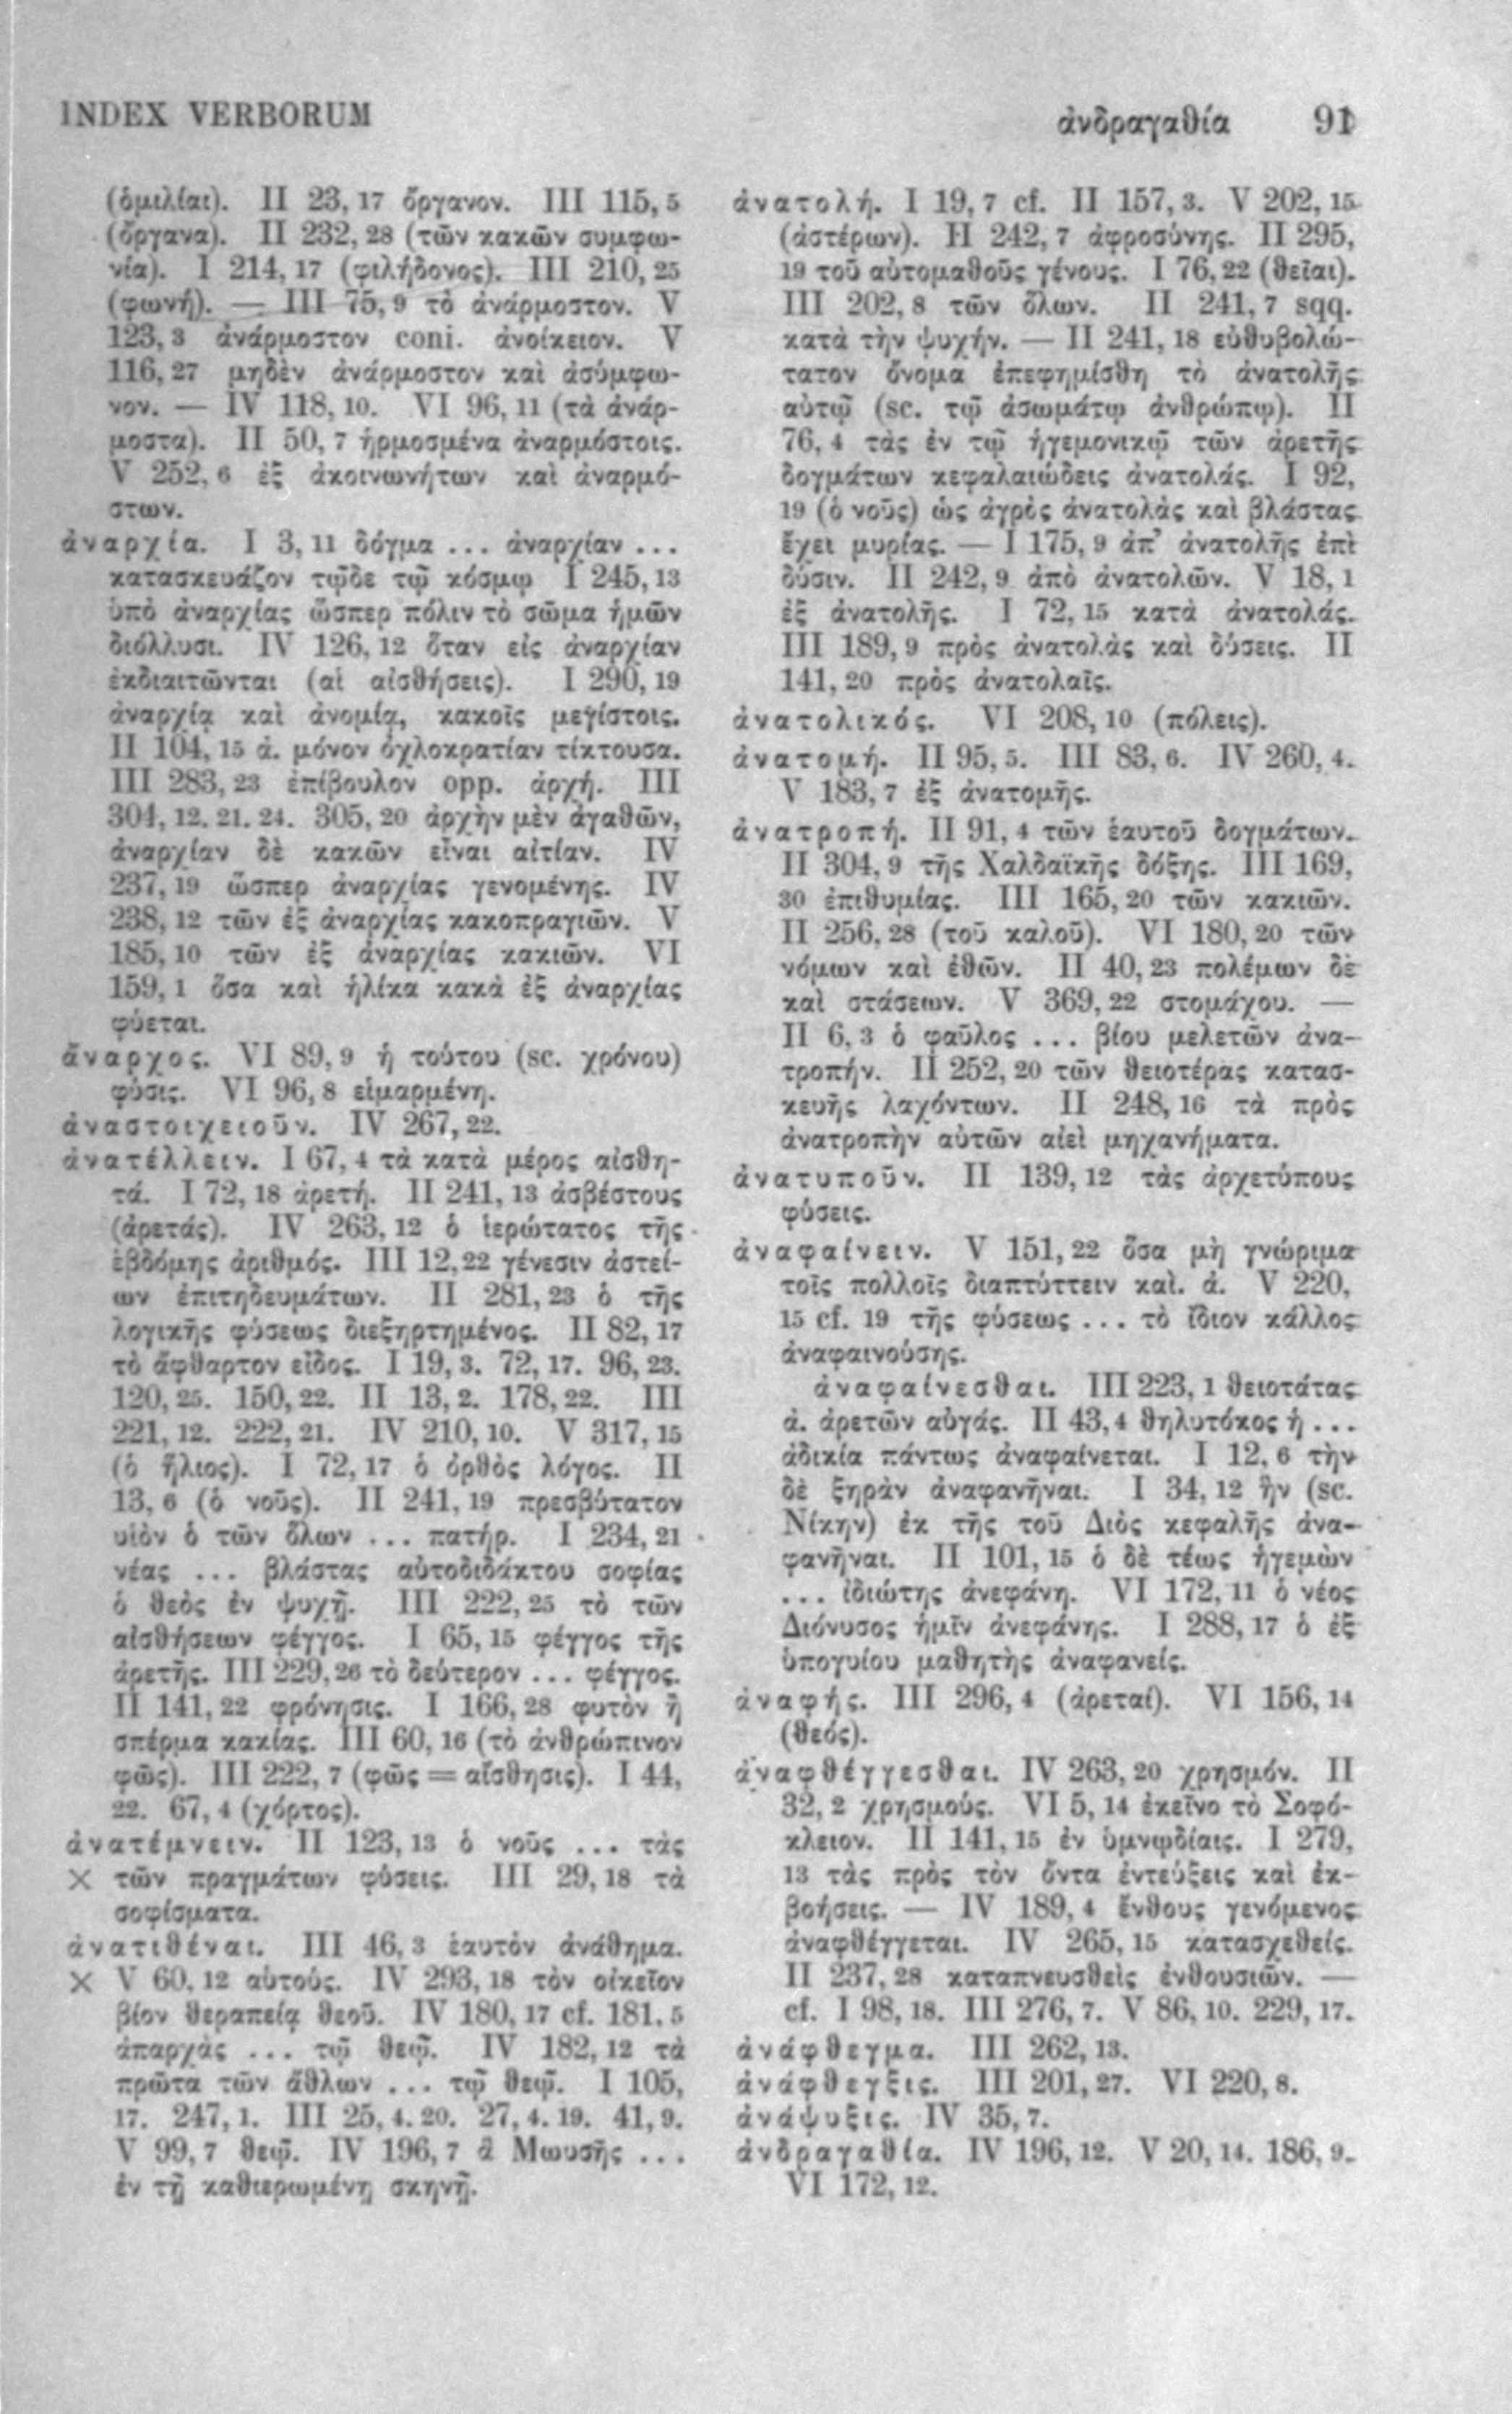 INDEX VERBORUM
ἀνδραγαθία 91
(ὁμιλίαι). II 23, 17 ὄργανον. III 115, 5
(ὄργανα). II 232, 28 (τῶν κακῶν συμφω-
νία). I 214, 17 (φιλήδονος). III 210, 25
(φωνή). — III 75, 9 τὸ ἀνάρμοστον. V
123, 3 ἀνάρμοστον coni. ἀνοίκειον. V
116, 27 μηδὲν ἀνάρμοστον καὶ ἀσύμφω-
νον. — IV 118, 10. VI 96, 11 (τὰ ἀνάρ-
μοστα). II 50, 7 ἡρμοσμένα ἀναρμόστοις.
V 252, 6 ἐξ ἀκοινωνήτων καὶ ἀναρμό-
στων.
ἀναρχία. I 3, 11 δόγμα ... ἀναρχίαν ...
κατασκευάζον τῷδε τῷ κόσμῳ I 245, 13
ὑπὸ ἀναρχίας ὥσπερ πόλιν τὸ σῶμα ἡμῶν
διόλλυσι. IV 126, 12 ὅταν εἰς ἀναρχίαν
ἐκδιαιτῶνται (αἱ αἰσθήσεις). I 290, 19
ἀναρχίᾳ καὶ ἀνομίᾳ, κακοῖς μεγίστοις.
II 104, 15 ἀ. μόνον ὀχλοκρατίαν τίκτουσα.
III 283, 23 ἐπίβουλον opp. ἀρχή. III
304, 12. 21. 24. 305, 20 ἀρχὴν μὲν ἀγαθῶν,
ἀναρχίαν δὲ κακῶν εἶναι αἰτίαν. IV
237, 19 ὥσπερ ἀναρχίας γενομένης. IV
238, 12 τῶν ἐξ ἀναρχίας κακοπραγιῶν. V
185, 10 τῶν ἐξ ἀναρχίας κακιῶν. VI
159, 1 ὅσα καὶ ἡλίκα κακὰ ἐξ ἀναρχίας
φύεται.
ἄναρχος. VI 89, 9 ἡ τούτου (sc. χρόνου)
φύσις. VI 96, 8 εἱμαρμένη.
ἀναστοιχειοῦν. IV 267, 22.
ἀνατέλλειν. I 67, 4 τὰ κατὰ μέρος αἰσθη-
τά. I 72, 18 ἀρετή. II 241, 13 ἀσβέστους
(ἀρετάς). IV 263, 12 ὁ ἱερώτατος τῆς
ἑβδόμης ἀριθμός. III 12, 22 γένεσιν ἀστεί-
ων ἐπιτηδευμάτων. II 281, 23 ὁ τῆς
λογικῆς φύσεως διεξηρτημένος. II 82, 17
τὸ ἄφθαρτον εἶδος. I 19, 3. 72, 17. 96, 23.
120, 25. 150, 22. II 13, 2. 178, 22. III
221, 12. 222, 21. IV 210, 10. V 317, 15
(ὁ ἥλιος). I 72, 17 ὁ ὀρθὸς λόγος. II
13, 6 (ὁ νοῦς). II 241, 19 πρεσβύτατον
υἱὸν ὁ τῶν ὅλων ... πατήρ. I 234, 21
νέας ... βλάστας αὐτοδιδάκτου σοφίας
ὁ θεὸς ἐν ψυχῇ. III 222, 25 τὸ τῶν
αἰσθήσεων φέγγος. I 65, 15 φέγγος τῆς
ἀρετῆς. III 229, 26 τὸ δεύτερον ... φέγγος.
II 141, 22 φρόνησις. I 166, 28 φυτὸν ἢ
σπέρμα κακίας. III 60, 16 (τὸ ἀνθρώπινον
φῶς). III 222, 7 (φῶς = αἴσθησις). I 44,
22. 67, 4 (χόρτος).
ἀνατέμνειν. II 123, 13 ὁ νοῦς ... τὰς
× τῶν πραγμάτων φύσεις. III 29, 18 τὰ
σοφίσματα.
ἀνατιθέναι. III 46, 3 ἑαυτὸν ἀνάθημα.
× V 60, 12 αὑτούς. IV 293, 18 τὸν οἰκεῖον
βίον θεραπείᾳ θεοῦ. IV 180, 17 cf. 181, 5
ἀπαρχὰς ... τῷ θεῷ. IV 182, 12 τὰ
πρῶτα τῶν ἄθλων ... τῷ θεῷ. I 105,
17. 247, 1. III 25, 4. 20. 27, 4. 19. 41, 9.
V 99, 7 θεῷ. IV 196, 7 ἃ Μωυσῆς ...
ἐν τῇ καθιερωμένῃ σκηνῇ.
ἀνατολή. I 19, 7 cf. II 157, 3. V 202, 15
(ἀστέρων). II 242, 7 ἀφροσύνης. II 295,
19 τοῦ αὐτομαθοῦς γένους. I 76, 22 (θεῖαι).
III 202, 8 τῶν ὅλων. II 241, 7 sqq.
κατὰ τὴν ψυχήν. — II 241, 18 εὐθυβολώ-
τατον ὄνομα ἐπεφημίσθη τὸ ἀνατολῆς
αὐτῷ (sc. τῷ ἀσωμάτῳ ἀνθρώπῳ). II
76, 4 τὰς ἐν τῷ ἡγεμονικῷ τῶν ἀρετῆς
δογμάτων κεφαλαιώδεις ἀνατολάς. I 92,
19 (ὁ νοῦς) ὡς ἀγρὸς ἀνατολὰς καὶ βλάστας
ἔχει μυρίας. — I 175, 9 ἀπ’ ἀνατολῆς ἐπὶ
δύσιν. II 242, 9 ἀπὸ ἀνατολῶν. V 18, 1
ἐξ ἀνατολῆς. I 72, 15 κατὰ ἀνατολάς.
III 189, 9 πρὸς ἀνατολὰς καὶ δύσεις. II
141, 20 πρὸς ἀνατολαῖς.
ἀνατολικός. VI 208, 10 (πόλεις).
ἀνατομή. II 95, 5. III 83, 6. IV 260, 4.
V 183, 7 ἐξ ἀνατομῆς.
ἀνατροπή. II 91, 4 τῶν ἑαυτοῦ δογμάτων.
II 304, 9 τῆς Χαλδαϊκῆς δόξης. III 169,
30 ἐπιθυμίας. III 165, 20 τῶν κακιῶν.
II 256, 28 (τοῦ καλοῦ). VI 180, 20 τῶν
νόμων καὶ ἐθῶν. II 40, 23 πολέμων δὲ
καὶ στάσεων. V 369, 22 στομάχου. —
II 6, 3 ὁ φαῦλος ... βίου μελετῶν ἀνα-
τροπήν. II 252, 20 τῶν θειοτέρας κατασ-
κευῆς λαχόντων. II 248, 16 τὰ πρὸς
ἀνατροπὴν αὐτῶν αἰεὶ μηχανήματα.
ἀνατυποῦν. II 139, 12 τὰς ἀρχετύπους
φύσεις.
ἀναφαίνειν. V 151, 22 ὅσα μὴ γνώριμα
τοῖς πολλοῖς διαπτύττειν καὶ. ἀ. V 220,
15 cf. 19 τῆς φύσεως ... τὸ ἴδιον κάλλος
ἀναφαινούσης.
ἀναφαίνεσθαι. III 223, 1 θειοτάτας
ἀ. ἀρετῶν αὐγάς. II 43, 4 θηλυτόκος ἡ ...
ἀδικία πάντως ἀναφαίνεται. I 12, 6 τὴν
δὲ ξηρὰν ἀναφανῆναι. I 34, 12 ἣν (sc.
Νίκην) ἐκ τῆς τοῦ Διὸς κεφαλῆς ἀνα-
φανῆναι. II 101, 15 ὁ δὲ τέως ἡγεμὼν
... ἰδιώτης ἀνεφάνη. VI 172, 11 ὁ νέος
Διόνυσος ἡμῖν ἀνεφάνης. I 288, 17 ὁ ἐξ
ὑπογυίου μαθητὴς ἀναφανείς.
ἀναφής. III 296, 4 (ἀρεταί). VI 156, 14
(θεός).
ἀναφθέγγεσθαι. IV 263, 20 χρησμόν. II
32, 2 χρησμούς. VI 5, 14 ἐκεῖνο τὸ Σοφό-
κλειον. II 141, 15 ἐν ὑμνῳδίαις. I 279,
13 τὰς πρὸς τὸν ὄντα ἐντεύξεις καὶ ἐκ-
βοήσεις. — IV 189, 4 ἔνθους γενόμενος
ἀναφθέγγεται. IV 265, 15 κατασχεθείς.
II 237, 28 καταπνευσθεὶς ἐνθουσιῶν. —
cf. I 98, 18. III 276, 7. V 86, 10. 229, 17.
ἀνάφθεγμα. III 262, 13.
ἀνάφθεγξις. III 201, 27. VI 220, 8.
ἀνάψυξις. IV 35, 7.
ἀνδραγαθία. IV 196, 12. V 20, 14. 186, 9.
VI 172, 12.